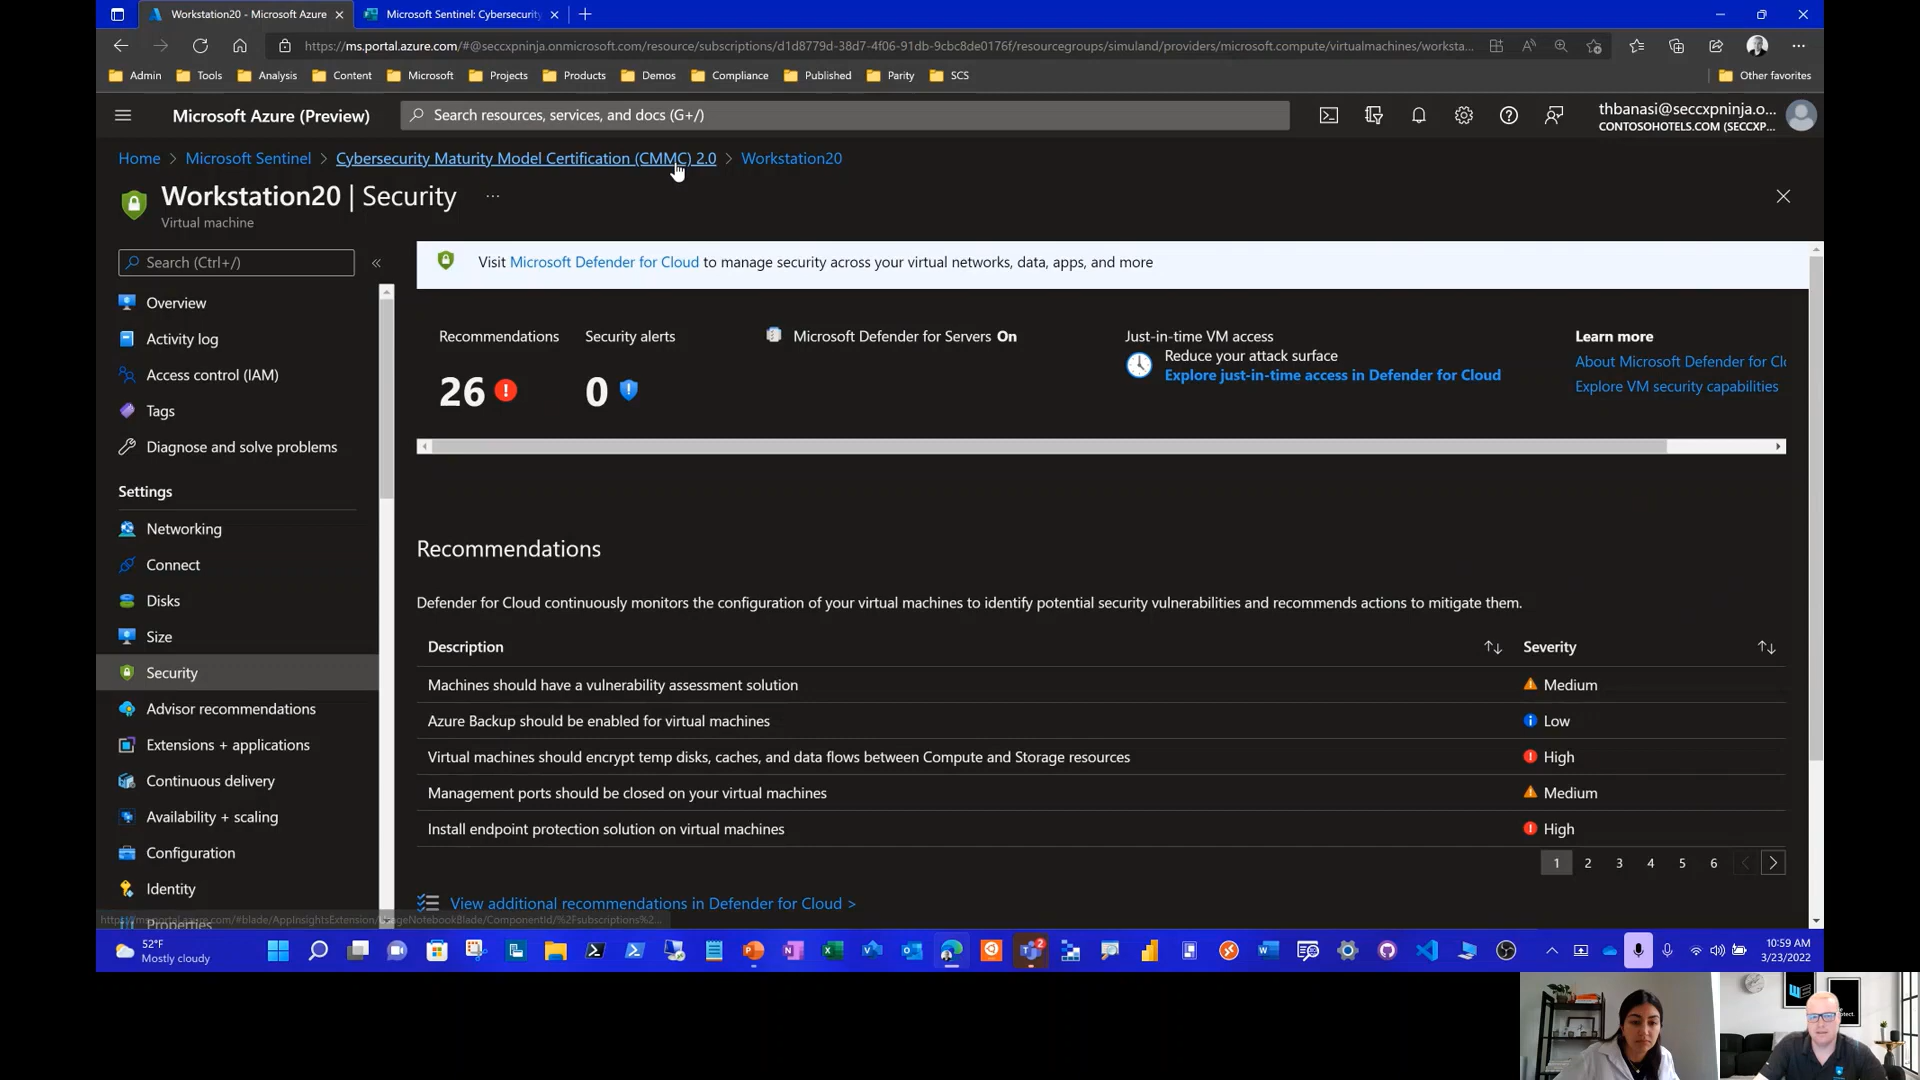 Workstation20 - Microsoft Azure
Microsoft Sentinel: Cybersecurity
https://ms.portal.azure.com/#@seccxpninja.onmicrosoft.com/resource/subscriptions/d1d8779d-38d7-4f06-91db-9cbc8de0176f/resourcegroups/simuland/providers/microsoft.compute/virtualmachines/worksta...
Admin Tools Analysis Content Microsoft Projects Products Demos Compliance Published Parity SCS Other favorites
Microsoft Azure (Preview)
Search resources, services, and docs (G+/)
thbanasi@seccxpninja.o...
CONTOSOHOTELS.COM (SECCXP...
Home > Microsoft Sentinel > Cybersecurity Maturity Model Certification (CMMC) 2.0 > Workstation20
Workstation20 | Security ...
Virtual machine
Search (Ctrl+/)
Overview
Activity log
Access control (IAM)
Tags
Diagnose and solve problems
Settings
Networking
Connect
Disks
Size
Security
Advisor recommendations
Extensions + applications
Continuous delivery
Availability + scaling
Configuration
Identity
Properties
Visit Microsoft Defender for Cloud to manage security across your virtual networks, data, apps, and more
Recommendations
26
Security alerts
0
Microsoft Defender for Servers On
Just-in-time VM access
Reduce your attack surface
Explore just-in-time access in Defender for Cloud
Learn more
About Microsoft Defender for Clo
Explore VM security capabilities
Recommendations
Defender for Cloud continuously monitors the configuration of your virtual machines to identify potential security vulnerabilities and recommends actions to mitigate them.
Description Severity
Machines should have a vulnerability assessment solution Medium
Azure Backup should be enabled for virtual machines Low
Virtual machines should encrypt temp disks, caches, and data flows between Compute and Storage resources High
Management ports should be closed on your virtual machines Medium
Install endpoint protection solution on virtual machines High
1 2 3 4 5 6
View additional recommendations in Defender for Cloud >
52°F
Mostly cloudy
2
10:59 AM
3/23/2022